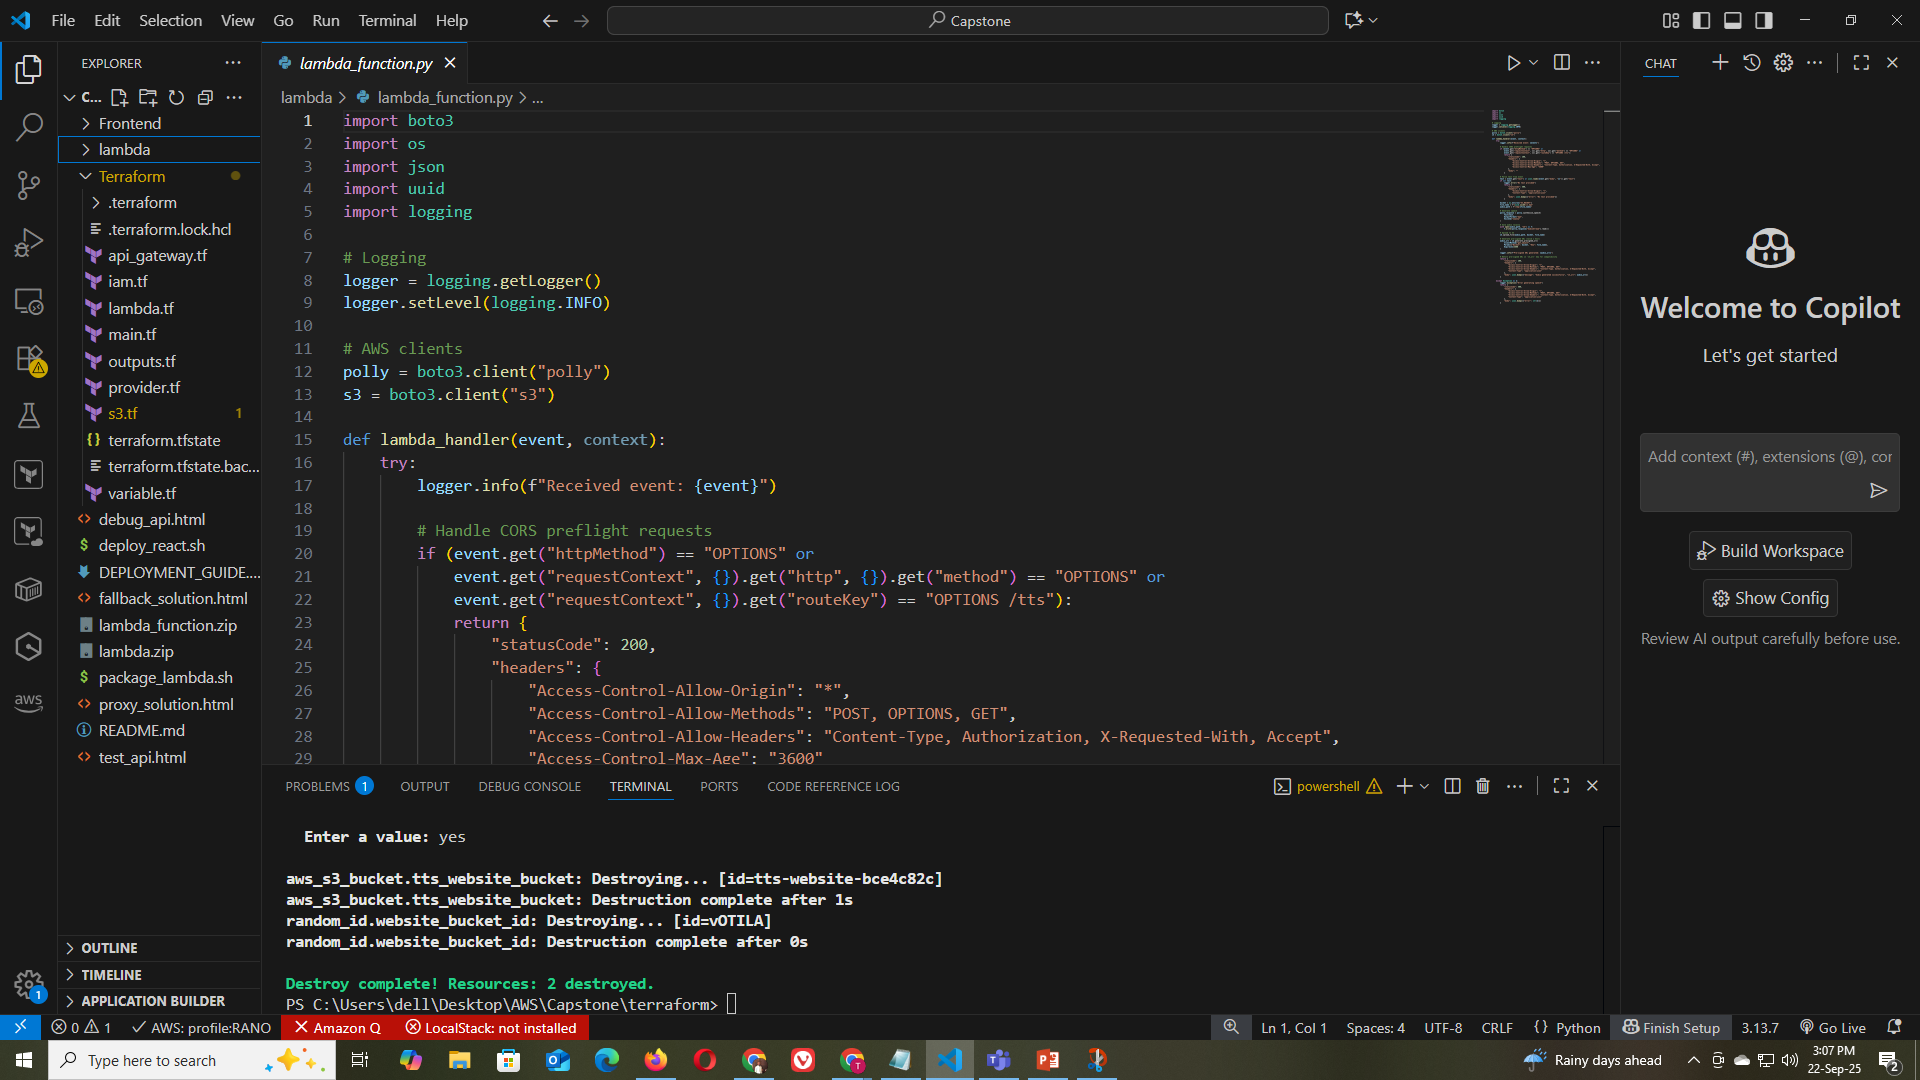 File Edit Selection View Go Run Terminal Help
Capstone
EXPLORER
C...
Frontend
lambda
Terraform
.terraform
.terraform.lock.hcl
api_gateway.tf
iam.tf
lambda.tf
main.tf
outputs.tf
provider.tf
s3.tf 1
terraform.tfstate
terraform.tfstate.bac...
variable.tf
debug_api.html
deploy_react.sh
DEPLOYMENT_GUIDE....
fallback_solution.html
lambda_function.zip
lambda.zip
package_lambda.sh
proxy_solution.html
README.md
test_api.html
OUTLINE
TIMELINE
APPLICATION BUILDER
aws
1
lambda_function.py
lambda > lambda_function.py > ...
1 import boto3
2 import os
3 import json
4 import uuid
5 import logging
6
7 # Logging
8 logger = logging.getLogger()
9 logger.setLevel(logging.INFO)
10
11 # AWS clients
12 polly = boto3.client("polly")
13 s3 = boto3.client("s3")
14
15 def lambda_handler(event, context):
16 try:
17 logger.info(f"Received event: {event}")
18
19 # Handle CORS preflight requests
20 if (event.get("httpMethod") == "OPTIONS" or
21 event.get("requestContext", {}).get("http", {}).get("method") == "OPTIONS" or
22 event.get("requestContext", {}).get("routeKey") == "OPTIONS /tts"):
23 return {
24 "statusCode": 200,
25 "headers": {
26 "Access-Control-Allow-Origin": "*",
27 "Access-Control-Allow-Methods": "POST, OPTIONS, GET",
28 "Access-Control-Allow-Headers": "Content-Type, Authorization, X-Requested-With, Accept",
29 "Access-Control-Max-Age": "3600"
PROBLEMS 1 OUTPUT DEBUG CONSOLE TERMINAL PORTS CODE REFERENCE LOG
powershell
Enter a value: yes
aws_s3_bucket.tts_website_bucket: Destroying... [id=tts-website-bce4c82c]
aws_s3_bucket.tts_website_bucket: Destruction complete after 1s
random_id.website_bucket_id: Destroying... [id=vOTILA]
random_id.website_bucket_id: Destruction complete after 0s
Destroy complete! Resources: 2 destroyed.
PS C:\Users\dell\Desktop\AWS\Capstone\terraform>
CHAT
Welcome to Copilot
Let's get started
Add context (#), extensions (@), cor
Build Workspace
Show Config
Review AI output carefully before use.
0 1 AWS: profile:RANO Amazon Q LocalStack: not installed
Ln 1, Col 1 Spaces: 4 UTF-8 CRLF {} Python Finish Setup 3.13.7 Go Live
Type here to search
Rainy days ahead
3:07 PM
22-Sep-25
2